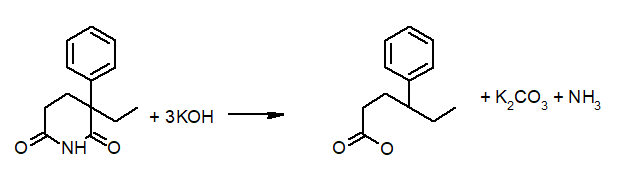 O NH O + 3KOH O O + K₂CO₃ + NH₃